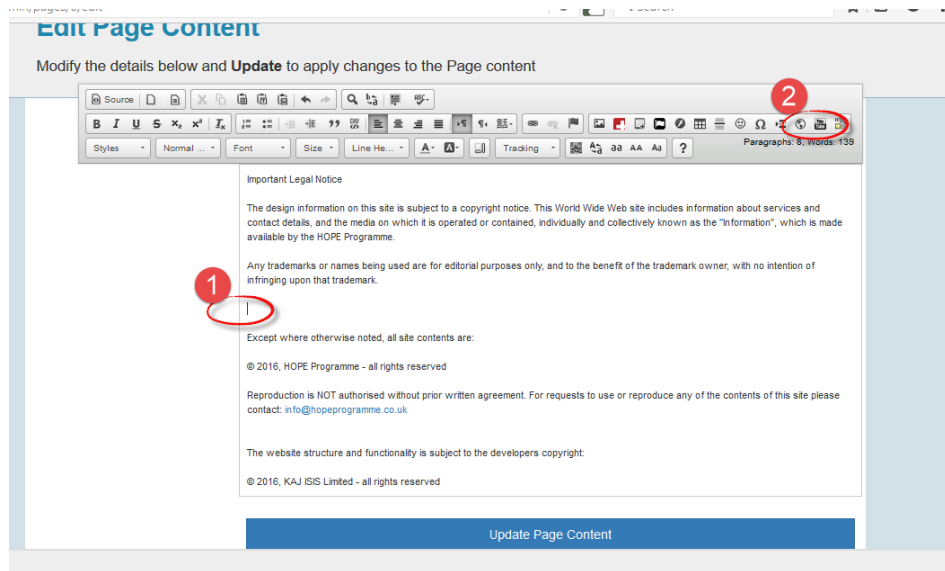 Edit Page Content
Modify the details below and Update to apply changes to the Page content
2
Source
B I U S x₂ x² Iₓ
Styles Normal ... Font Size Line He... A A Tracking aa AA Aa ?
Paragraphs: 8, Words: 139
Important Legal Notice
The design information on this site is subject to a copyright notice. This World Wide Web site includes information about services and
contact details, and the media on which it is operated or contained, individually and collectively known as the "Information", which is made
available by the HOPE Programme.
Any trademarks or names being used are for editorial purposes only, and to the benefit of the trademark owner, with no intention of
infringing upon that trademark.
1
Except where otherwise noted, all site contents are:
© 2016, HOPE Programme - all rights reserved
Reproduction is NOT authorised without prior written agreement. For requests to use or reproduce any of the contents of this site please
contact: info@hopeprogramme.co.uk
The website structure and functionality is subject to the developers copyright:
© 2016, KAJ ISIS Limited - all rights reserved
Update Page Content